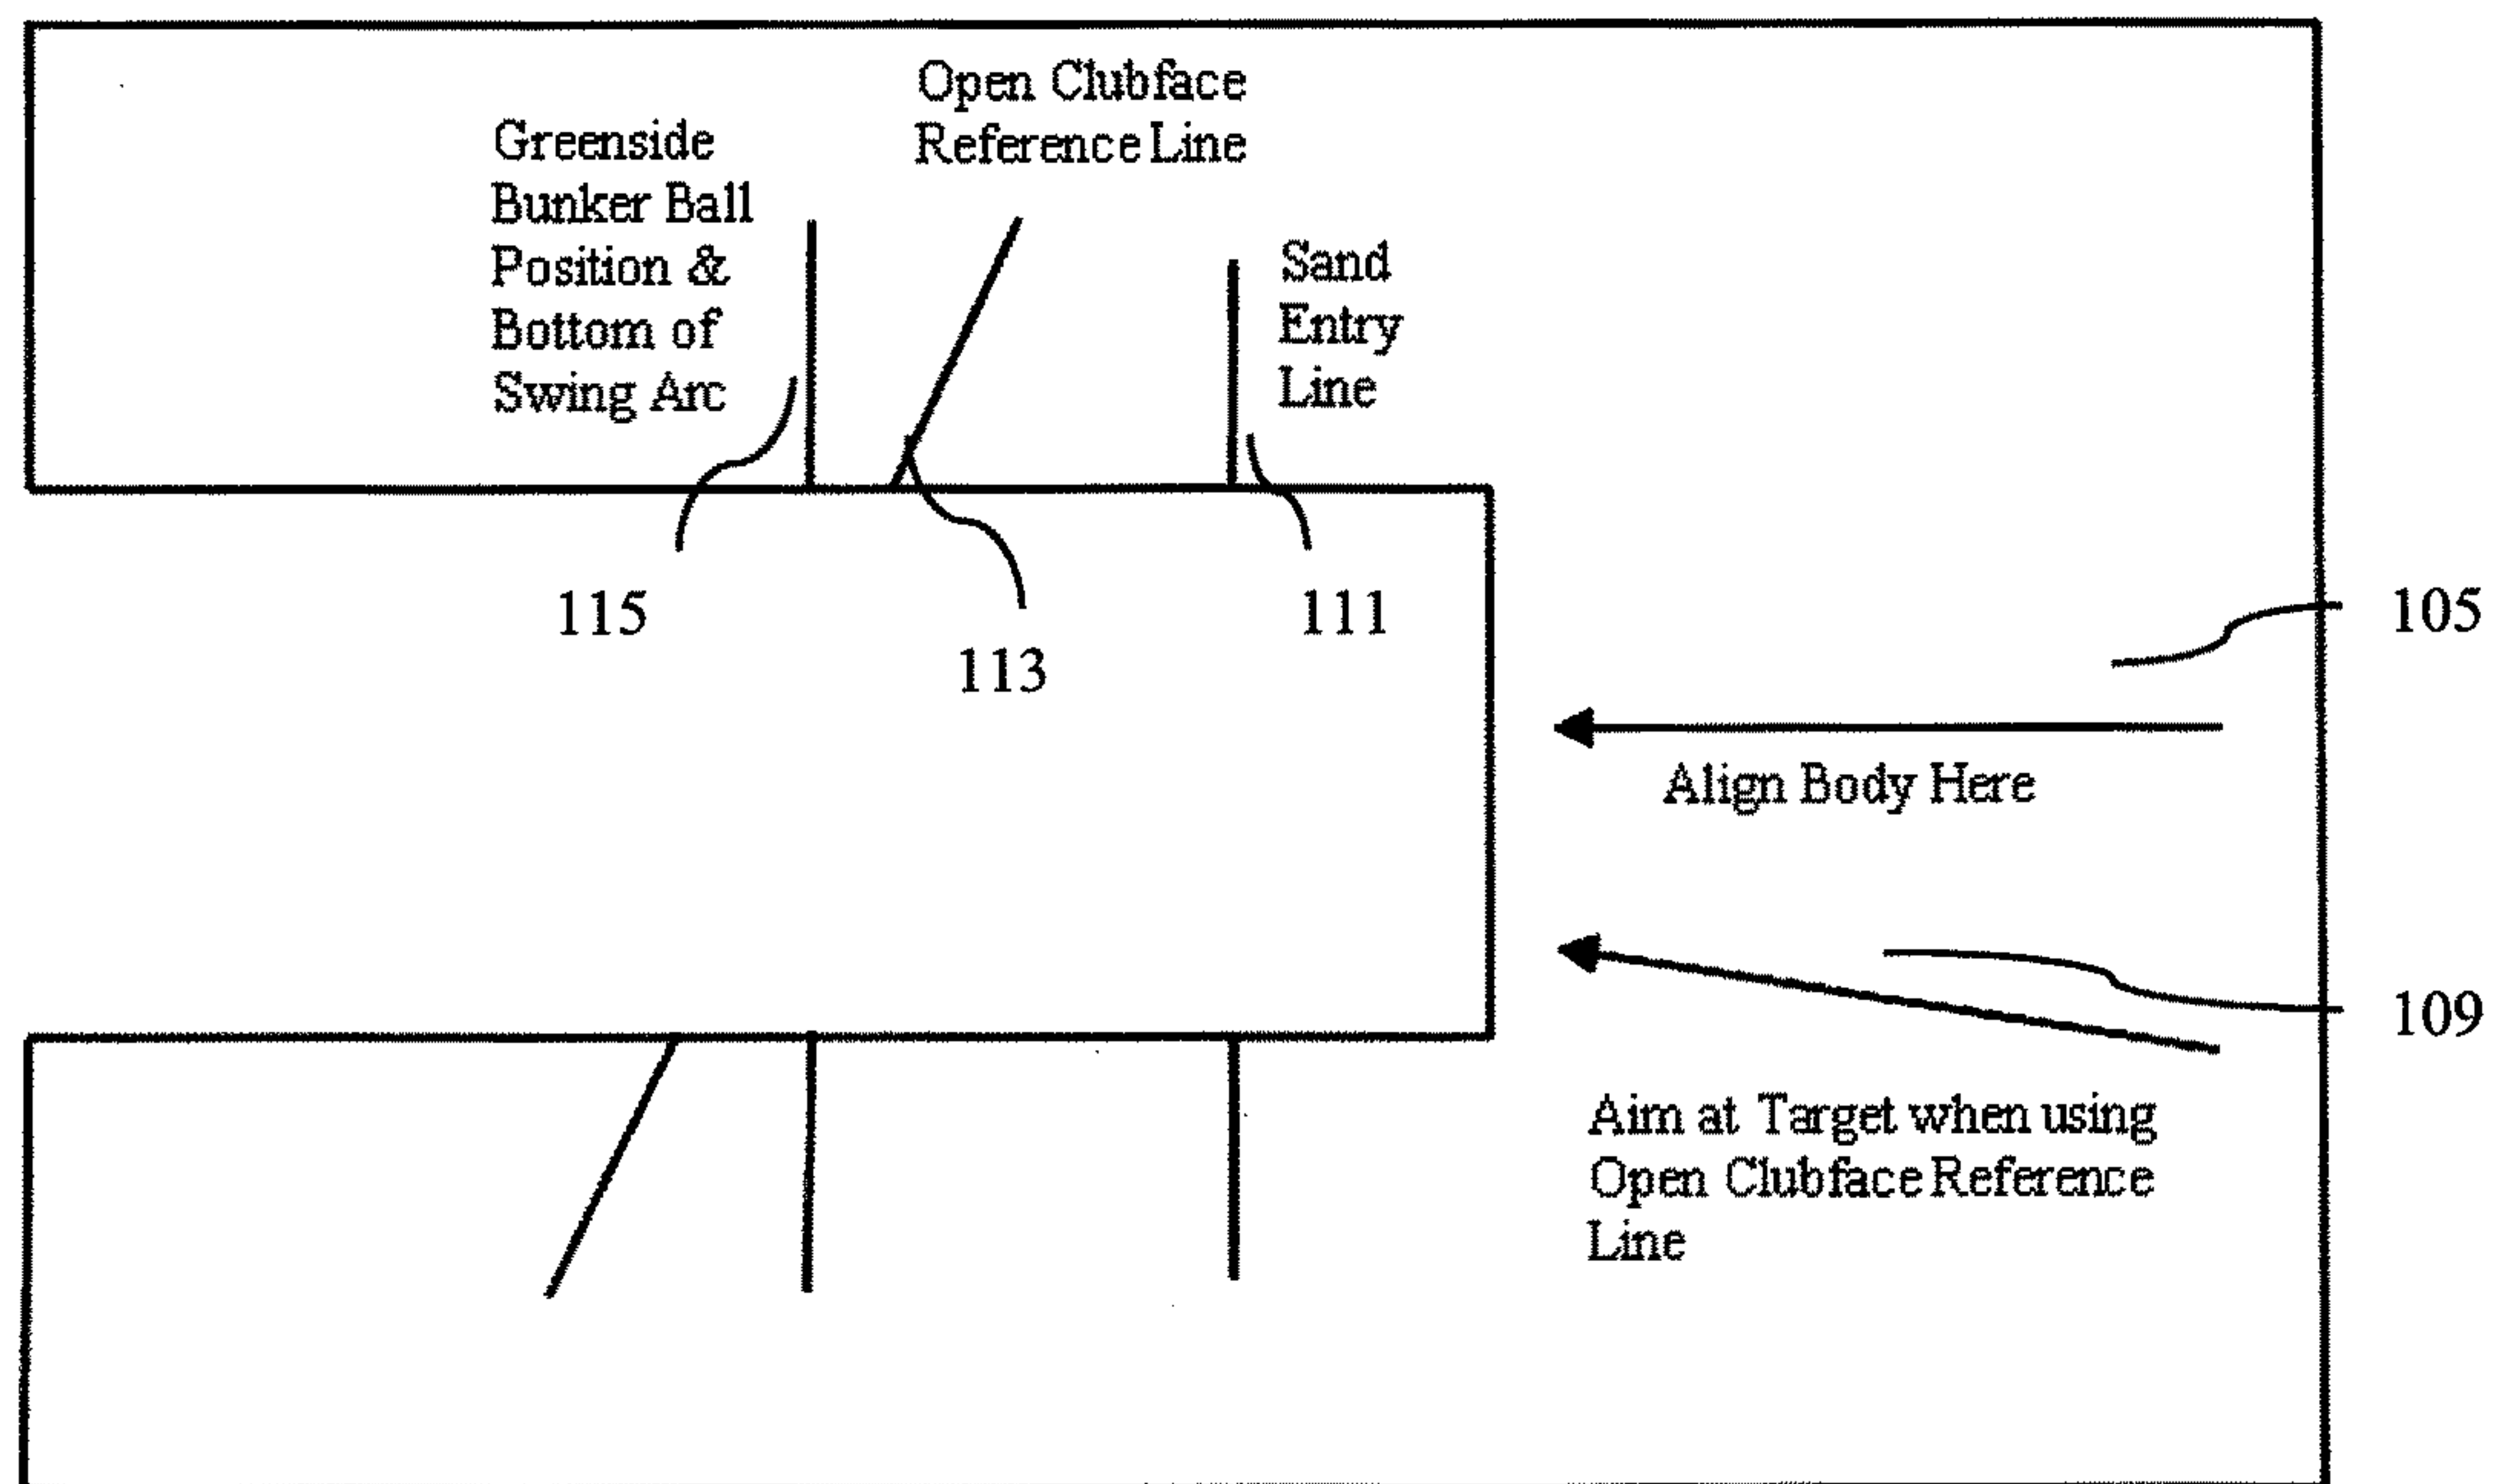 Open Clubface
Reference Line
Greenside
Bunker Ball
Position &
Bottom of
Swing Arc
Sand
Entry
Line
115
113
111
105
Align Body Here
109
Aim at Target when using
Open Clubface Reference
Line